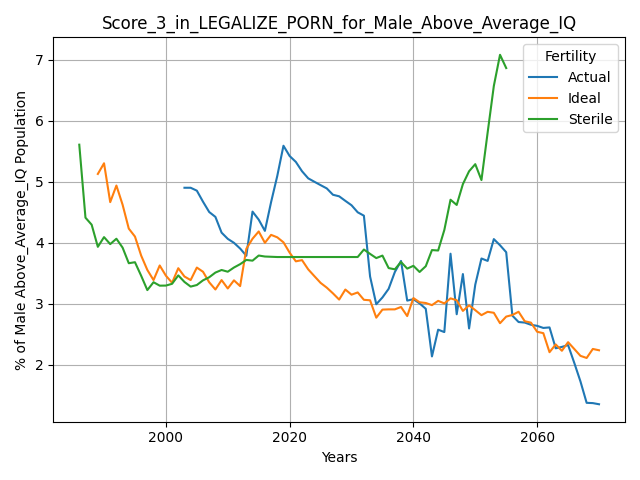 Score_3_in_LEGALIZE_PORN_for_Male_Above_Average_IQ
% of Male Above_Average_IQ Population
7
6
5
4
3
2
Fertility
Actual
Ideal
Sterile
2000
2020
2040
2060
Years